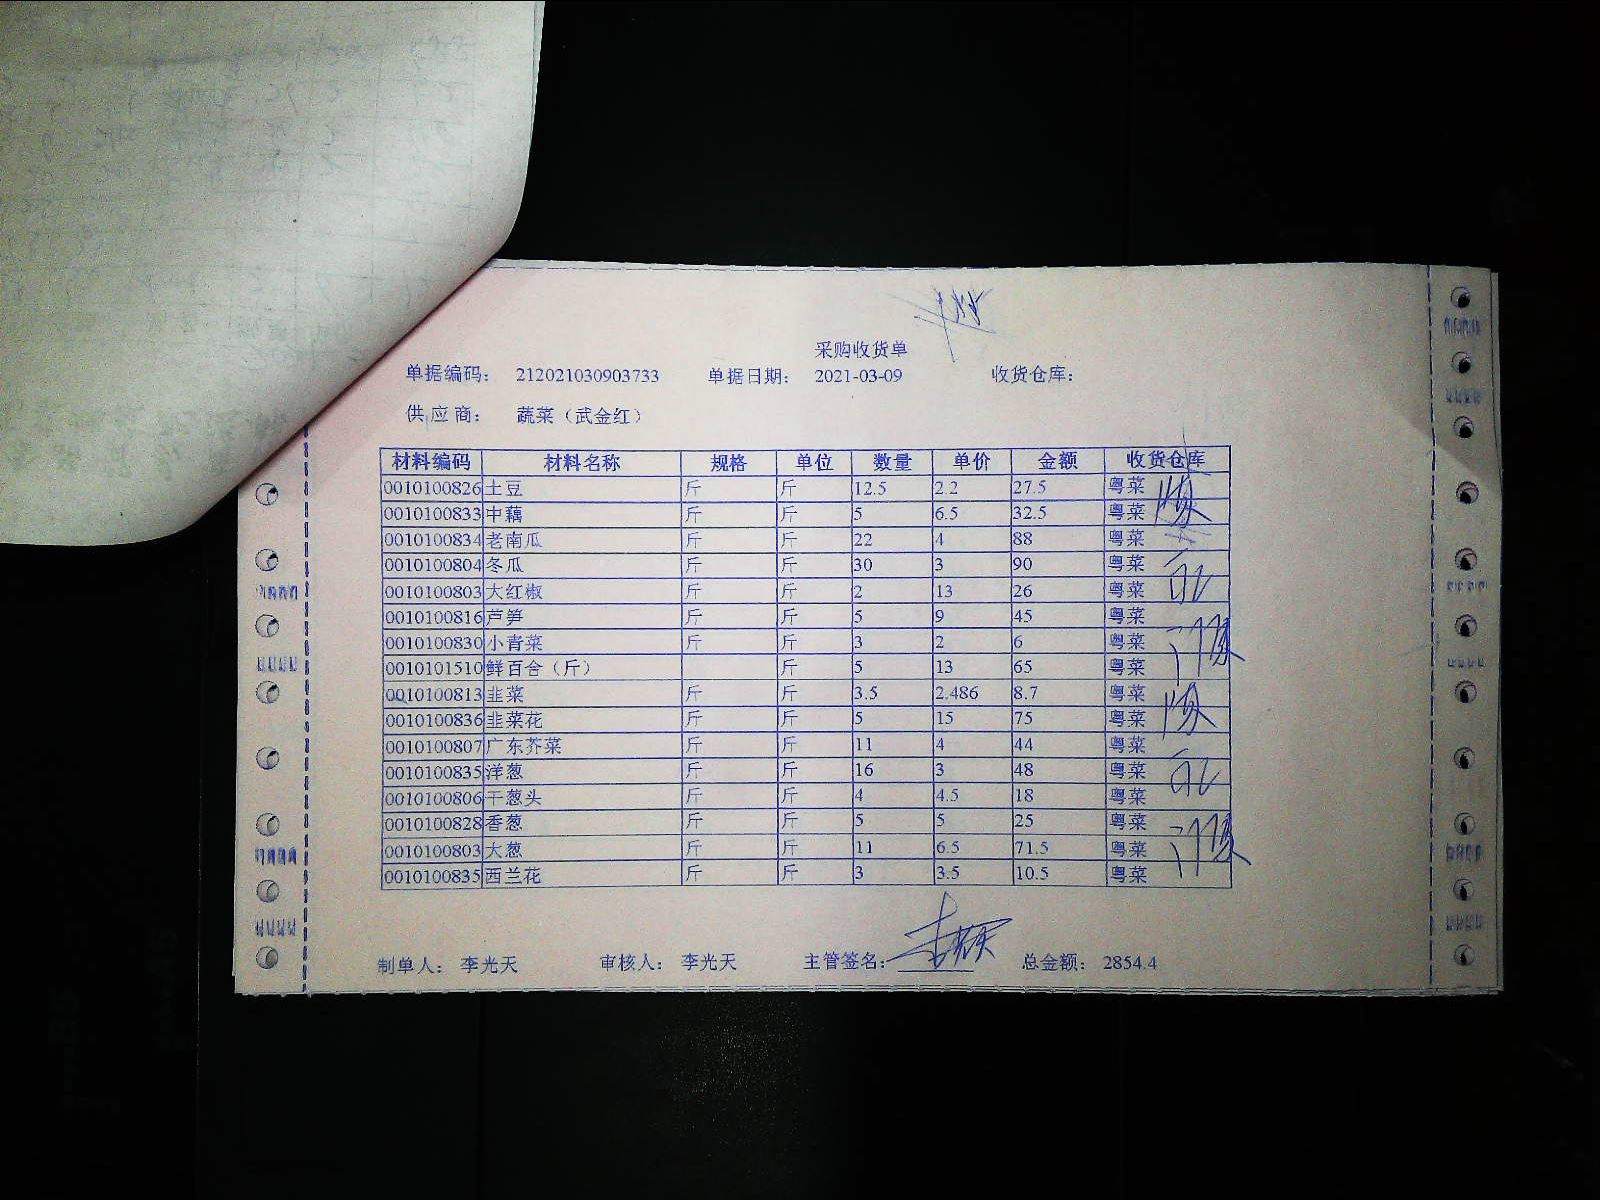 采购收货单
单据编码: 212021030903733 单据日期: 2021-03-09 收货仓库:
供应商: 蔬菜（武金红）
材料编码 材料名称 规格 单位 数量 单价 金额 收货仓库
0010100826 土豆 斤 斤 12.5 2.2 27.5 粤菜
0010100833 中藕 斤 斤 5 6.5 32.5 粤菜
0010100834 老南瓜 斤 斤 22 4 88 粤菜
0010100804 冬瓜 斤 斤 30 3 90 粤菜
0010100803 大红椒 斤 斤 2 13 26 粤菜
0010100816 芦笋 斤 斤 5 9 45 粤菜
0010100830 小青菜 斤 斤 3 2 6 粤菜
0010101510 鲜百合（斤） 斤 5 13 65 粤菜
0010100813 韭菜 斤 斤 3.5 2.486 8.7 粤菜
0010100836 韭菜花 斤 斤 5 15 75 粤菜
0010100807 广东芥菜 斤 斤 11 4 44 粤菜
0010100835 洋葱 斤 斤 16 3 48 粤菜
0010100806 干葱头 斤 斤 4 4.5 18 粤菜
0010100828 香葱 斤 斤 5 5 25 粤菜
0010100803 大葱 斤 斤 11 6.5 71.5 粤菜
0010100835 西兰花 斤 斤 3 3.5 10.5 粤菜
制单人: 李光天 审核人: 李光天 主管签名: 总金额: 2854.4